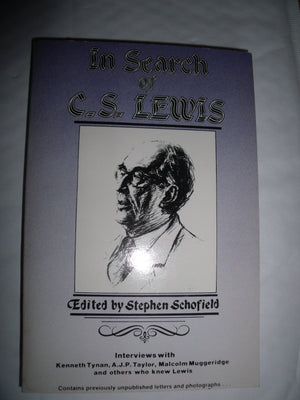 In Search
of
C.S. LEWIS
Edited by Stephen Schofield
Interviews with
Kenneth Tynan, A.J.P. Taylor, Malcolm Muggeridge
and others who knew Lewis
Contains previously unpublished letters and photographs . . .